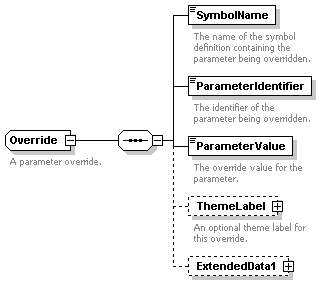 SymbolName
The name of the symbol
definition containing the
parameter being overridden.
ParameterIdentifier
The identifier of the
parameter being overridden.
Override
A parameter override.
ParameterValue
The override value for the
parameter.
ThemeLabel
An optional theme label for
this override.
ExtendedData1